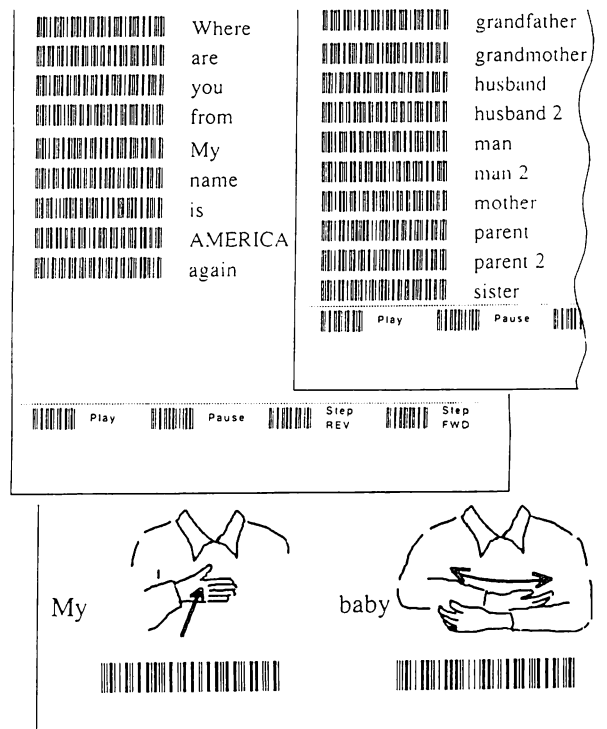 Where
are
you
from
My
name
is
AMERICA
again
grandfather
grandmother
husband
husband 2
man
man 2
mother
parent
parent 2
sister
Play Pause
Play Pause Step REV Step FWD
My baby